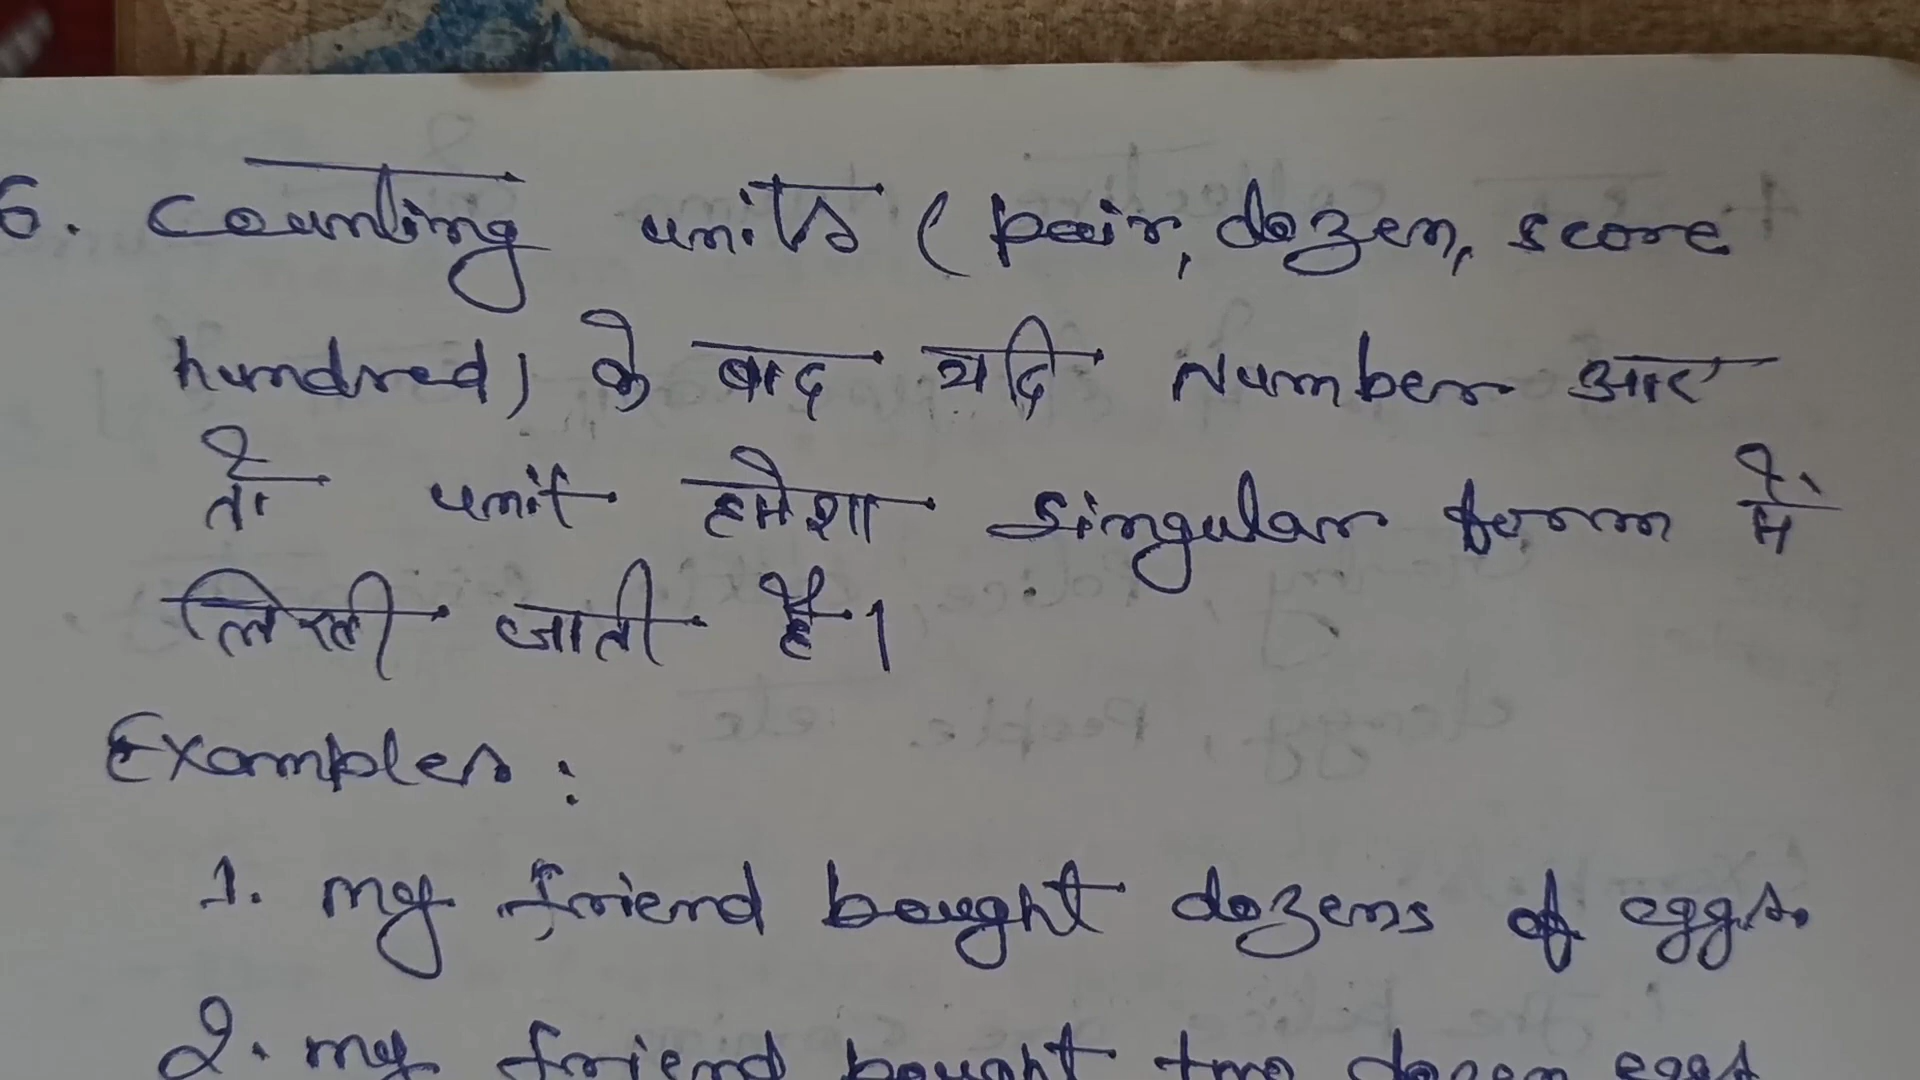 6. Counting units (pair, dozen, score
hundred) के बाद यदि Number आए
तो unit हमेशा singular form में
लिखी जाती है।
Examples :
1. my friend bought dozens of eggs.
2. my friend bought two dozen eggs